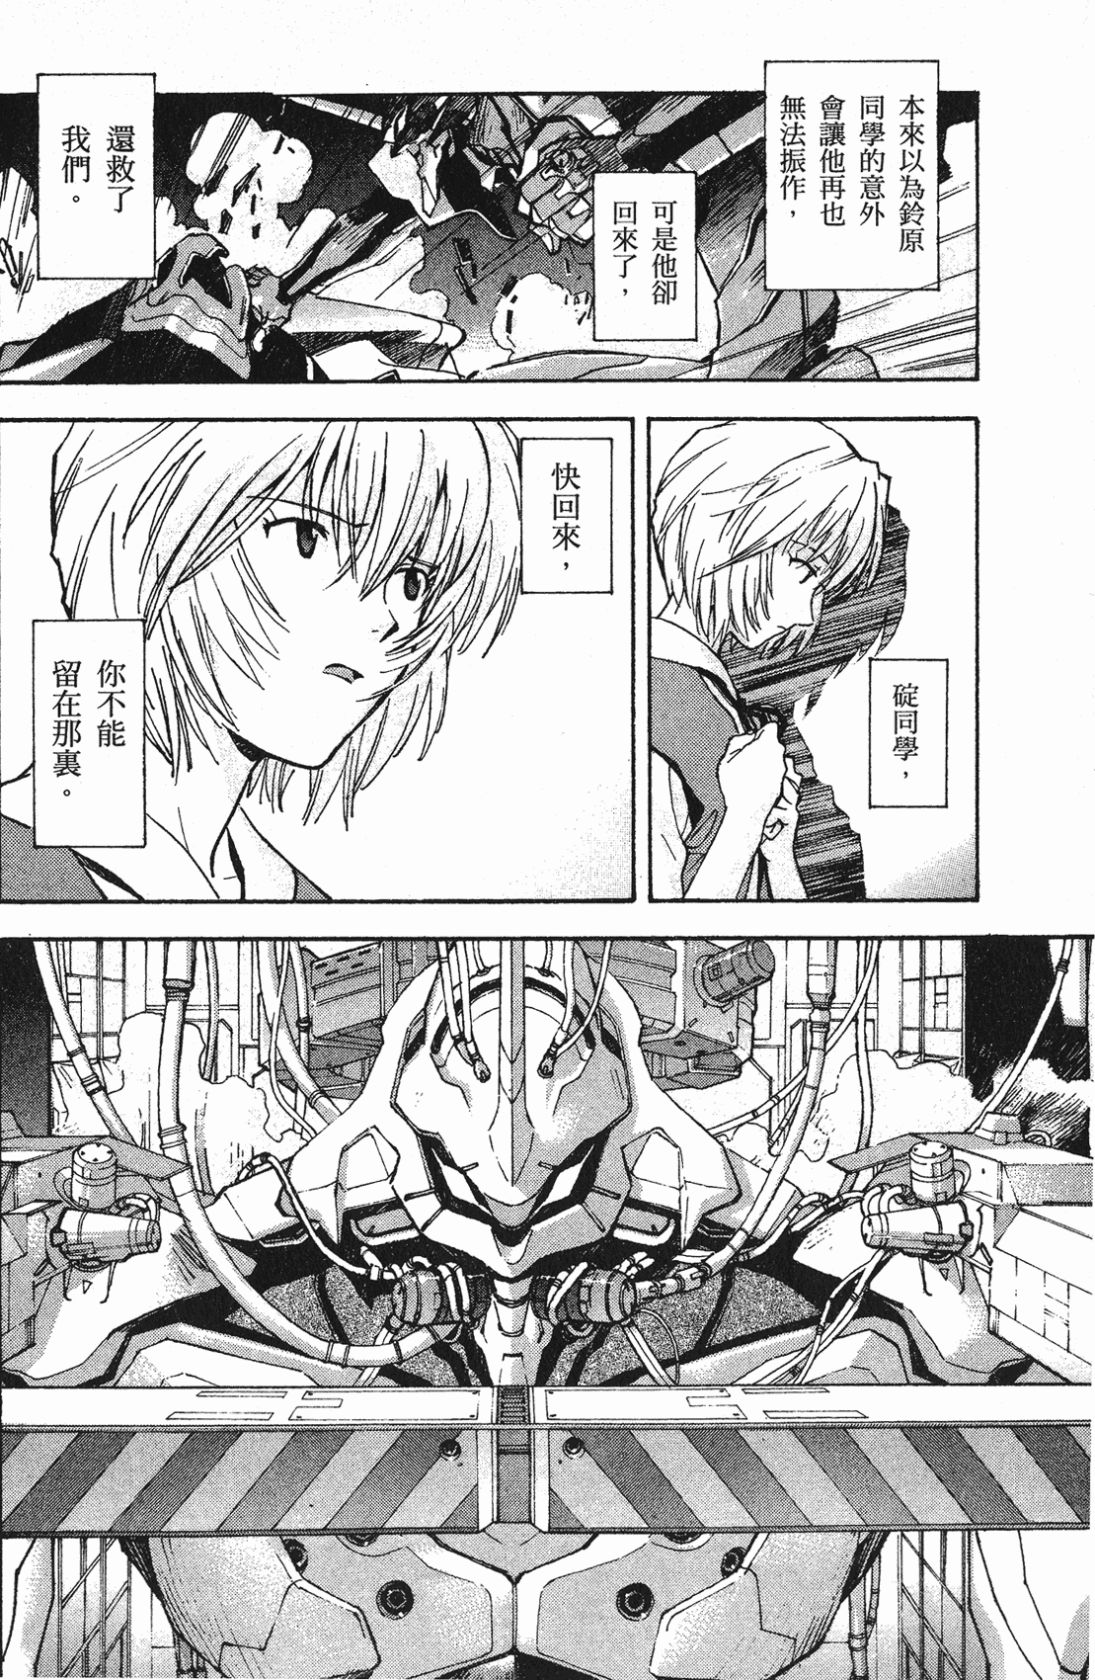 本來以為鈴原
同學的意外
會讓他再也
無法振作，
可是他卻
回來了，
還救了
我們。
碇同學，
快回來，
你不能
留在那裏。